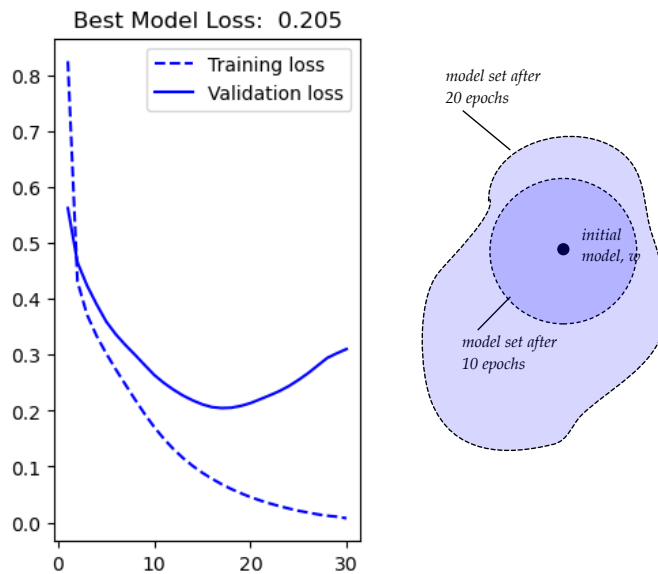 Best Model Loss:  0.205
Training loss
Validation loss
0.8
0.7
0.6
0.5
0.4
0.3
0.2
0.1
0.0
0
10
20
30
model set after
20 epochs
initial
model, w
model set after
10 epochs